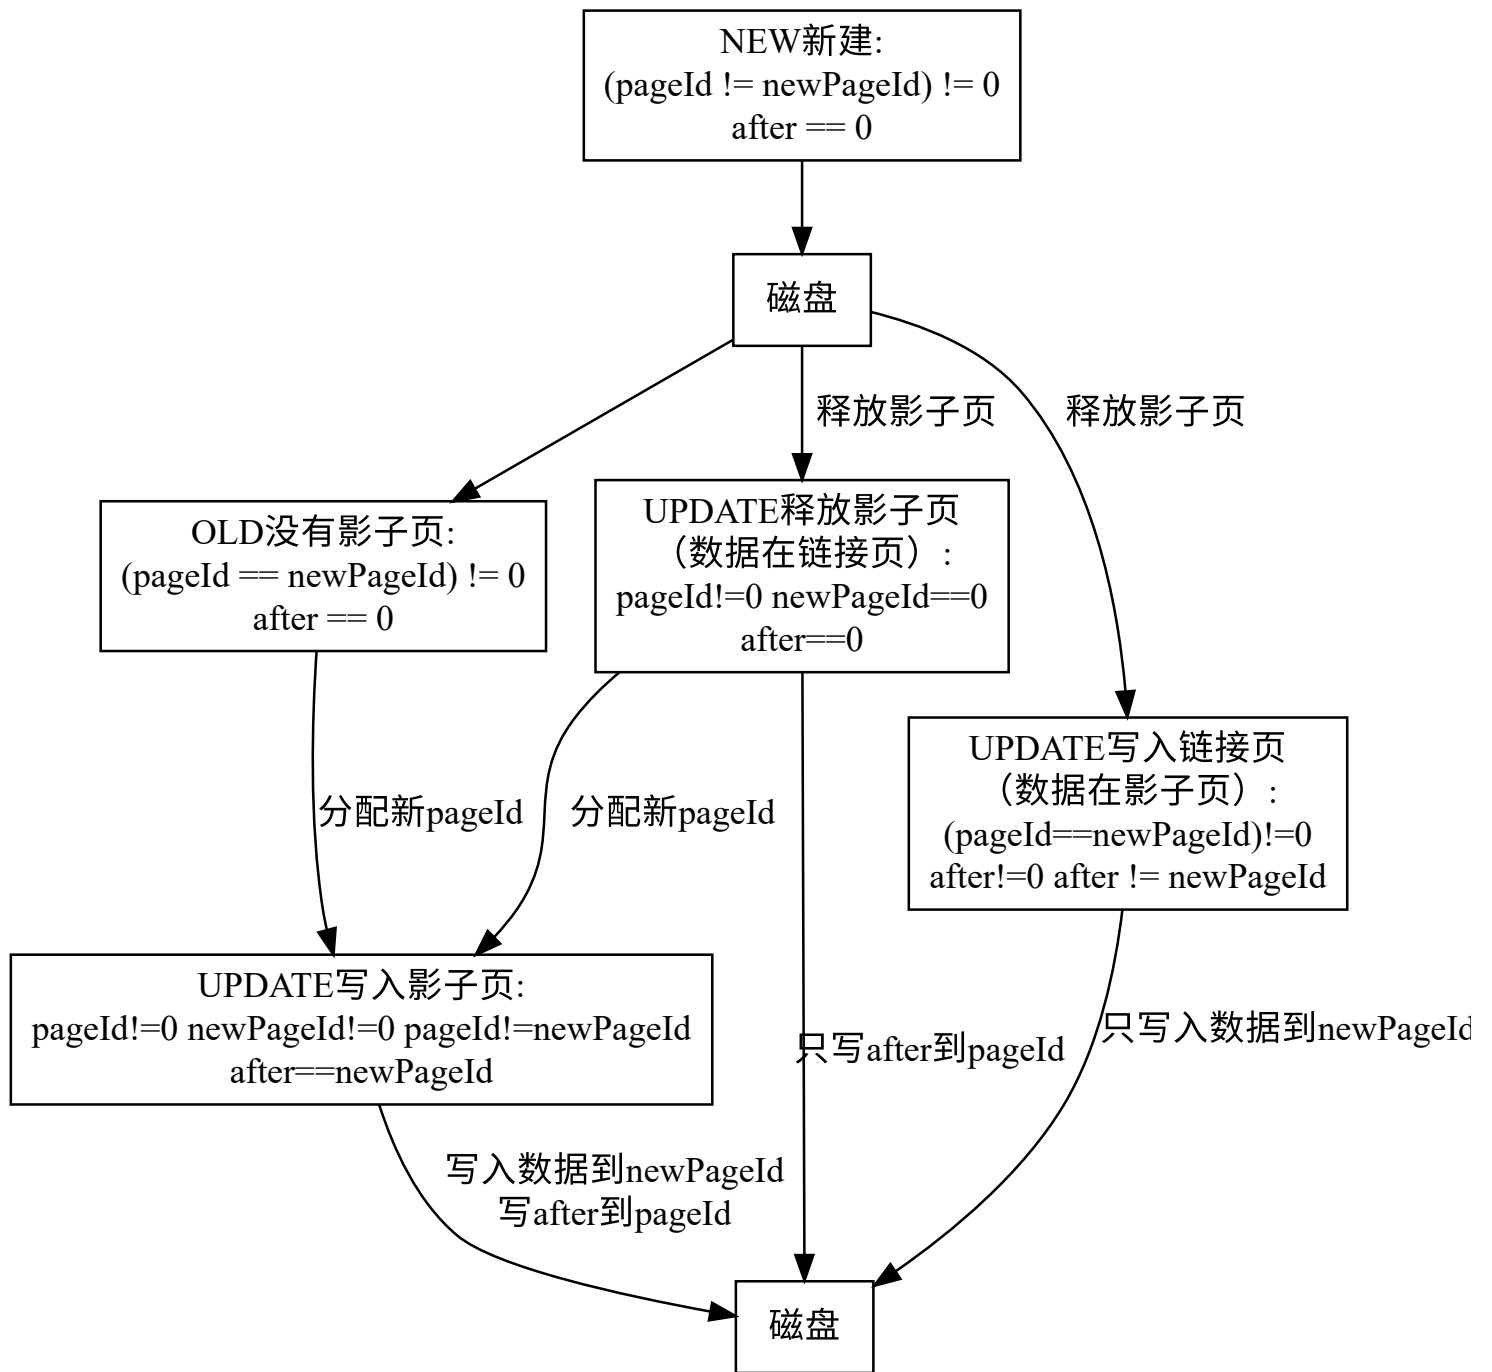 NEW新建:
(pageId != newPageId) != 0
after == 0
磁盘
释放影子页
释放影子页
OLD没有影子页:
(pageId == newPageId) != 0
after == 0
UPDATE释放影子页
（数据在链接页）:
pageId!=0 newPageId==0
after==0
UPDATE写入链接页
（数据在影子页）:
(pageId==newPageId)!=0
after!=0 after != newPageId
分配新pageId
分配新pageId
UPDATE写入影子页:
pageId!=0 newPageId!=0 pageId!=newPageId
after==newPageId
只写after到pageId
只写入数据到newPageId
写入数据到newPageId
写after到pageId
磁盘